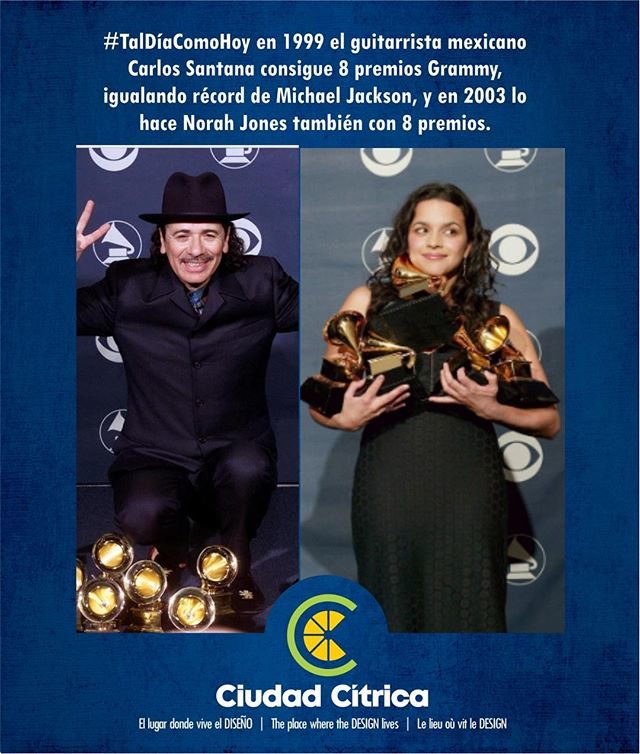 #TalDíaComoHoy en 1999 el guitarrista mexicano
Carlos Santana consigue 8 premios Grammy,
igualando récord de Michael Jackson, y en 2003 lo
hace Norah Jones también con 8 premios.
Ciudad Cítrica
El lugar donde vive el DISEÑO | The place where the DESIGN lives | Le lieu où vit le DESIGN